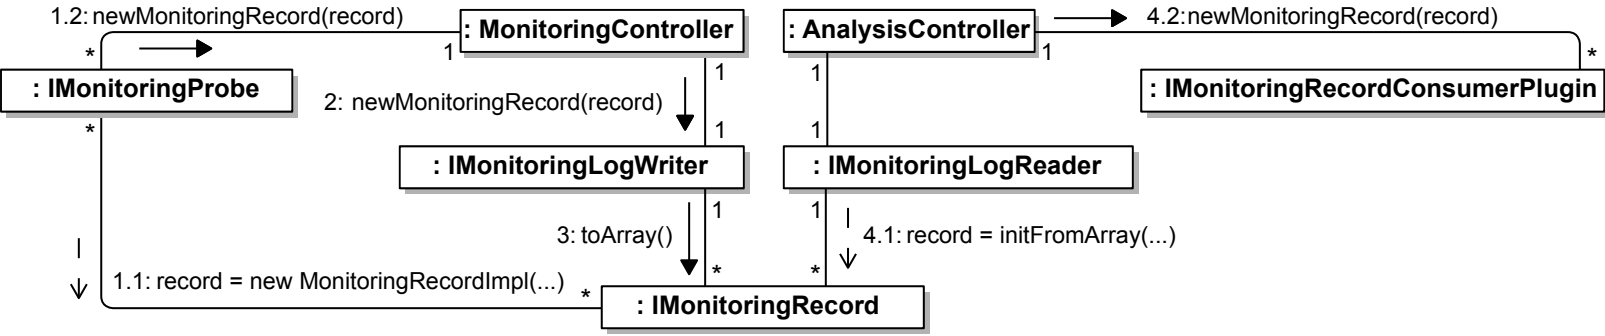 1.2: newMonitoringRecord(record)
: MonitoringController
: AnalysisController
4.2:newMonitoringRecord(record)
* 1 1 *
: IMonitoringProbe
1 1
: IMonitoringRecordConsumerPlugin
2: newMonitoringRecord(record)
* 1 1
: IMonitoringLogWriter
: IMonitoringLogReader
1 1
3: toArray()
4.1: record = initFromArray(...)
1.1: record = new MonitoringRecordImpl(...)
* * *
: IMonitoringRecord